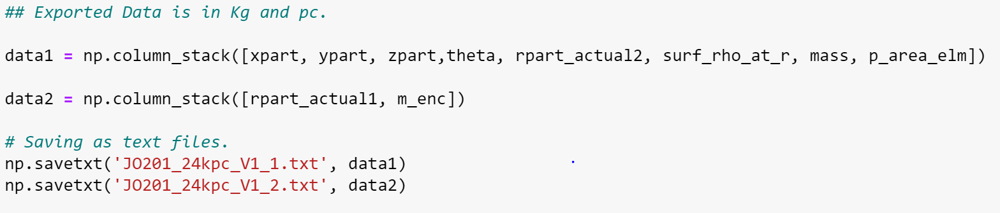 ## Exported Data is in Kg and pc.
data1 = np.column_stack([xpart, ypart, zpart,theta, rpart_actual2, surf_rho_at_r, mass, p_area_elm])
data2 = np.column_stack([rpart_actual1, m_enc])
# Saving as text files.
np.savetxt('JO201_24kpc_V1_1.txt', data1)
np.savetxt('JO201_24kpc_V1_2.txt', data2)